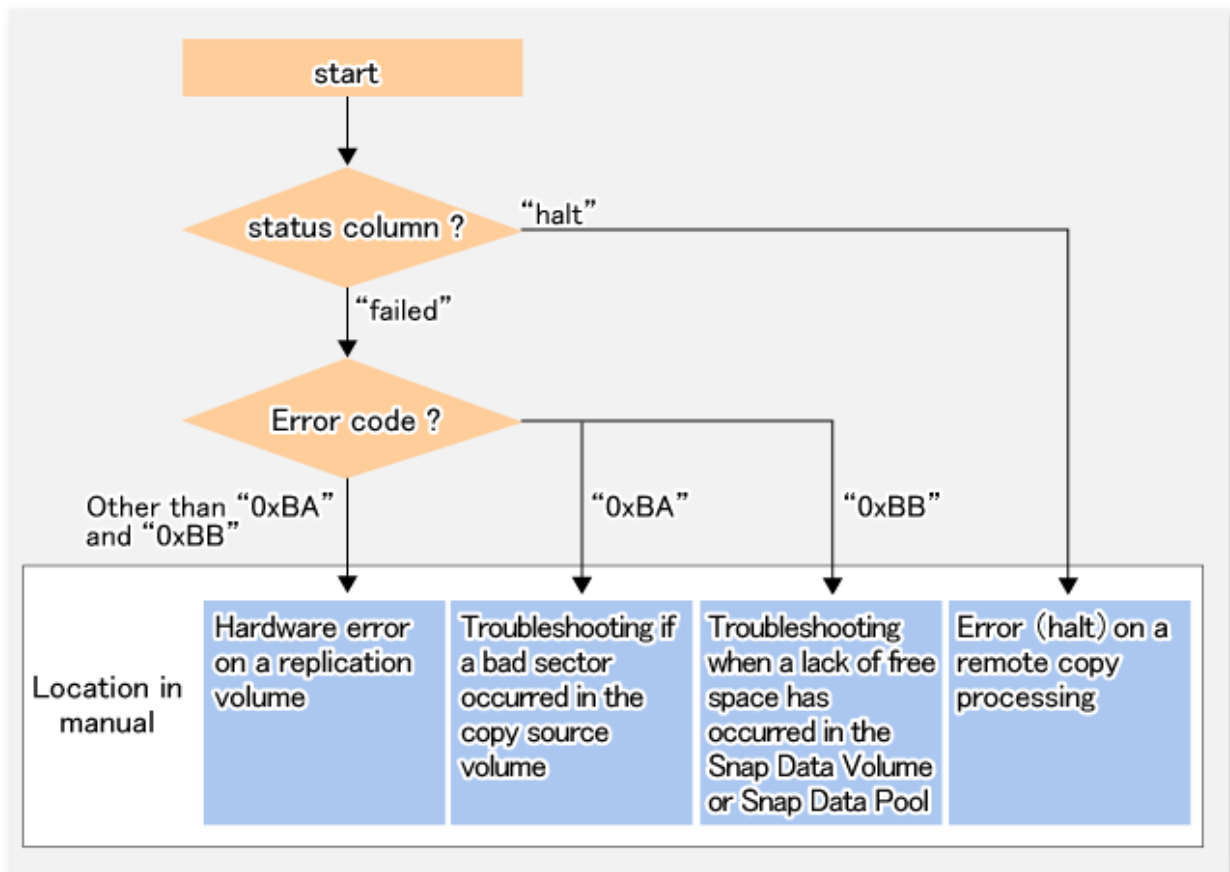 start
status column ?
“halt”
“failed”
Error code ?
Other than “0xBA”
and “0xBB”
“0xBA”
“0xBB”
Location in
manual
Hardware error
on a replication
volume
Troubleshooting if
a bad sector
occurred in the
copy source
volume
Troubleshooting
when a lack of free
space has
occurred in the
Snap Data Volume
or Snap Data Pool
Error (halt) on a
remote copy
processing